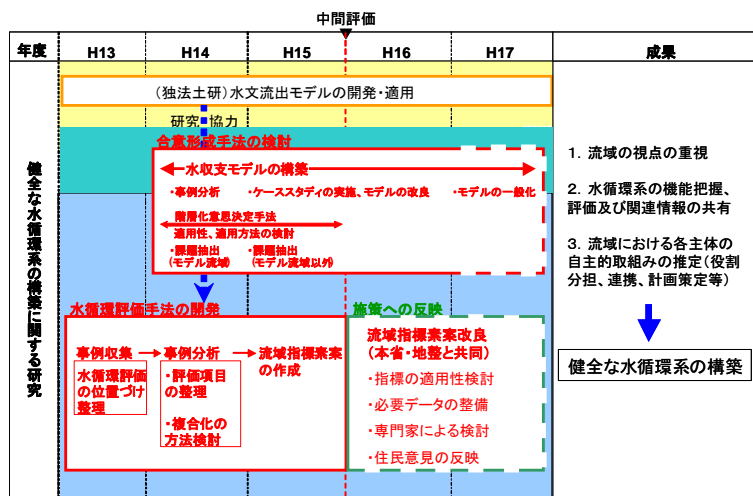 中間評価
年度
H13
H14
H15
H16
H17
成果
健全な水循環系の構築に関する研究
(独法土研)水文流出モデルの開発・適用
研究・協力
合意形成手法の検討
水収支モデルの構築
・事例分析
・ケーススタディの実施、モデルの改良
・モデルの一般化
階層化意思決定手法
適用性、適用方法の検討
・課題抽出
(モデル流域)
・課題抽出
(モデル流域以外)
水循環評価手法の開発
事例収集
事例分析
流域指標素案
の作成
水循環評価
の位置づけ
整理
・評価項目
の整理
・複合化の
方法検討
施策への反映
流域指標素案改良
(本省・地整と共同)
・指標の適用性検討
・必要データの整備
・専門家による検討
・住民意見の反映
1. 流域の視点の重視
2. 水循環系の機能把握、
評価及び関連情報の共有
3. 流域における各主体の
自主的取組みの推定(役割
分担、連携、計画策定等)
健全な水循環系の構築